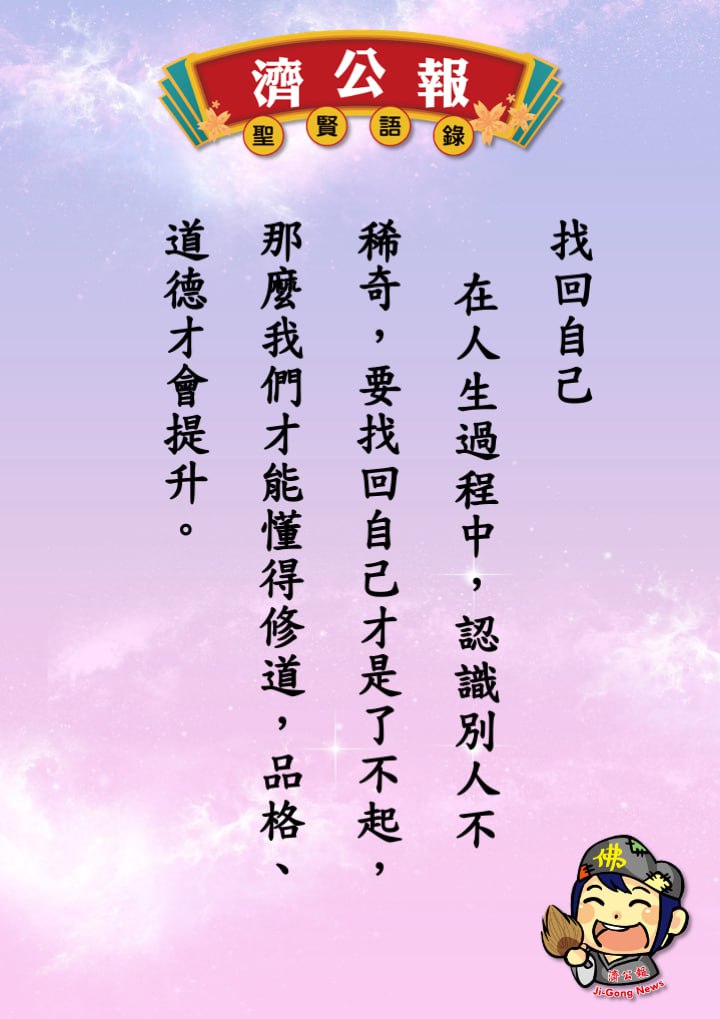 濟公報
聖賢語錄
找回自己
在人生過程中，認識別人不
稀奇，要找回自己才是了不起，
那麼我們才能懂得修道，品格、
道德才會提升。
佛
濟公報
Ji-Gong News